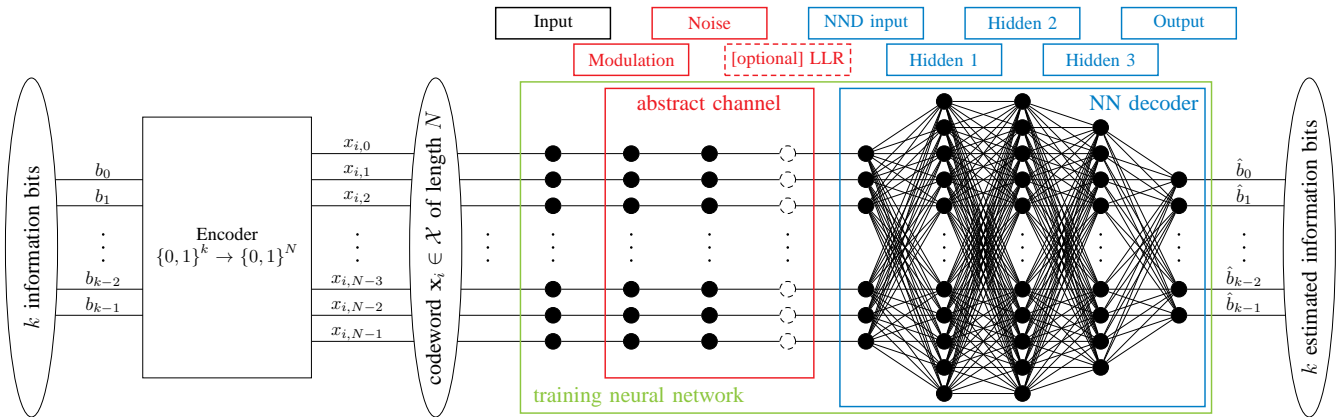 Input
Noise
NND input
Hidden 2
Output
Modulation
[optional] LLR
Hidden 1
Hidden 3
k information bits
b_0
b_1
b_{k−2}
b_{k−1}
Encoder
{0, 1}^k → {0, 1}^N
x_{i,0}
x_{i,1}
x_{i,2}
x_{i,N−3}
x_{i,N−2}
x_{i,N−1}
codeword x_i ∈ 𝒳 of length N
abstract channel
NN decoder
training neural network
b̂_0
b̂_1
b̂_{k−2}
b̂_{k−1}
k estimated information bits